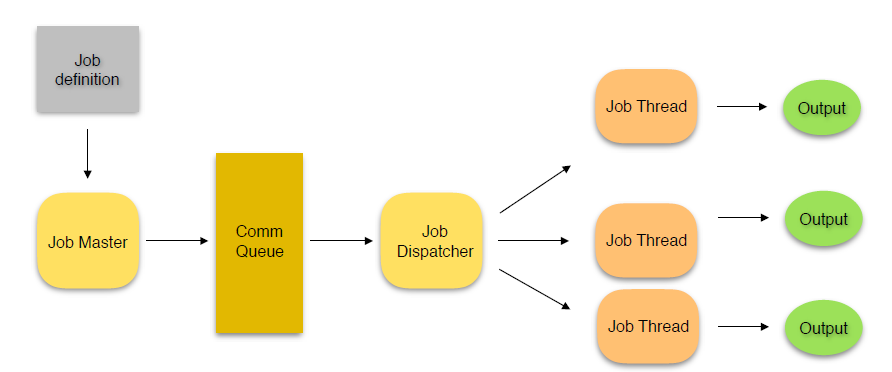 Job
definition
Job Master
Comm
Queue
Job
Dispatcher
Job Thread
Output
Job Thread
Output
Job Thread
Output